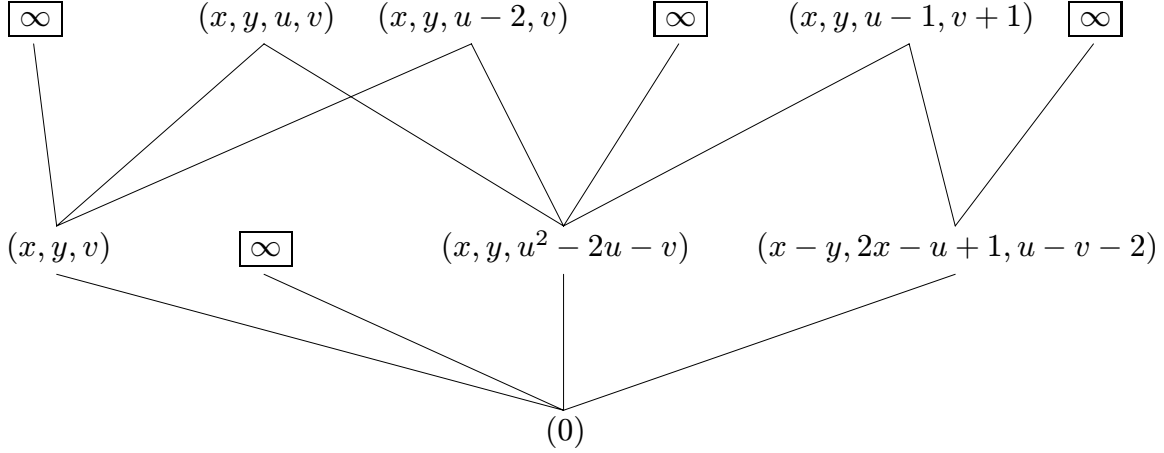 ∞ (x, y, u, v) (x, y, u − 2, v) ∞ (x, y, u − 1, v + 1) ∞
(x, y, v) ∞ (x, y, u² − 2u − v) (x − y, 2x − u + 1, u − v − 2)
(0)